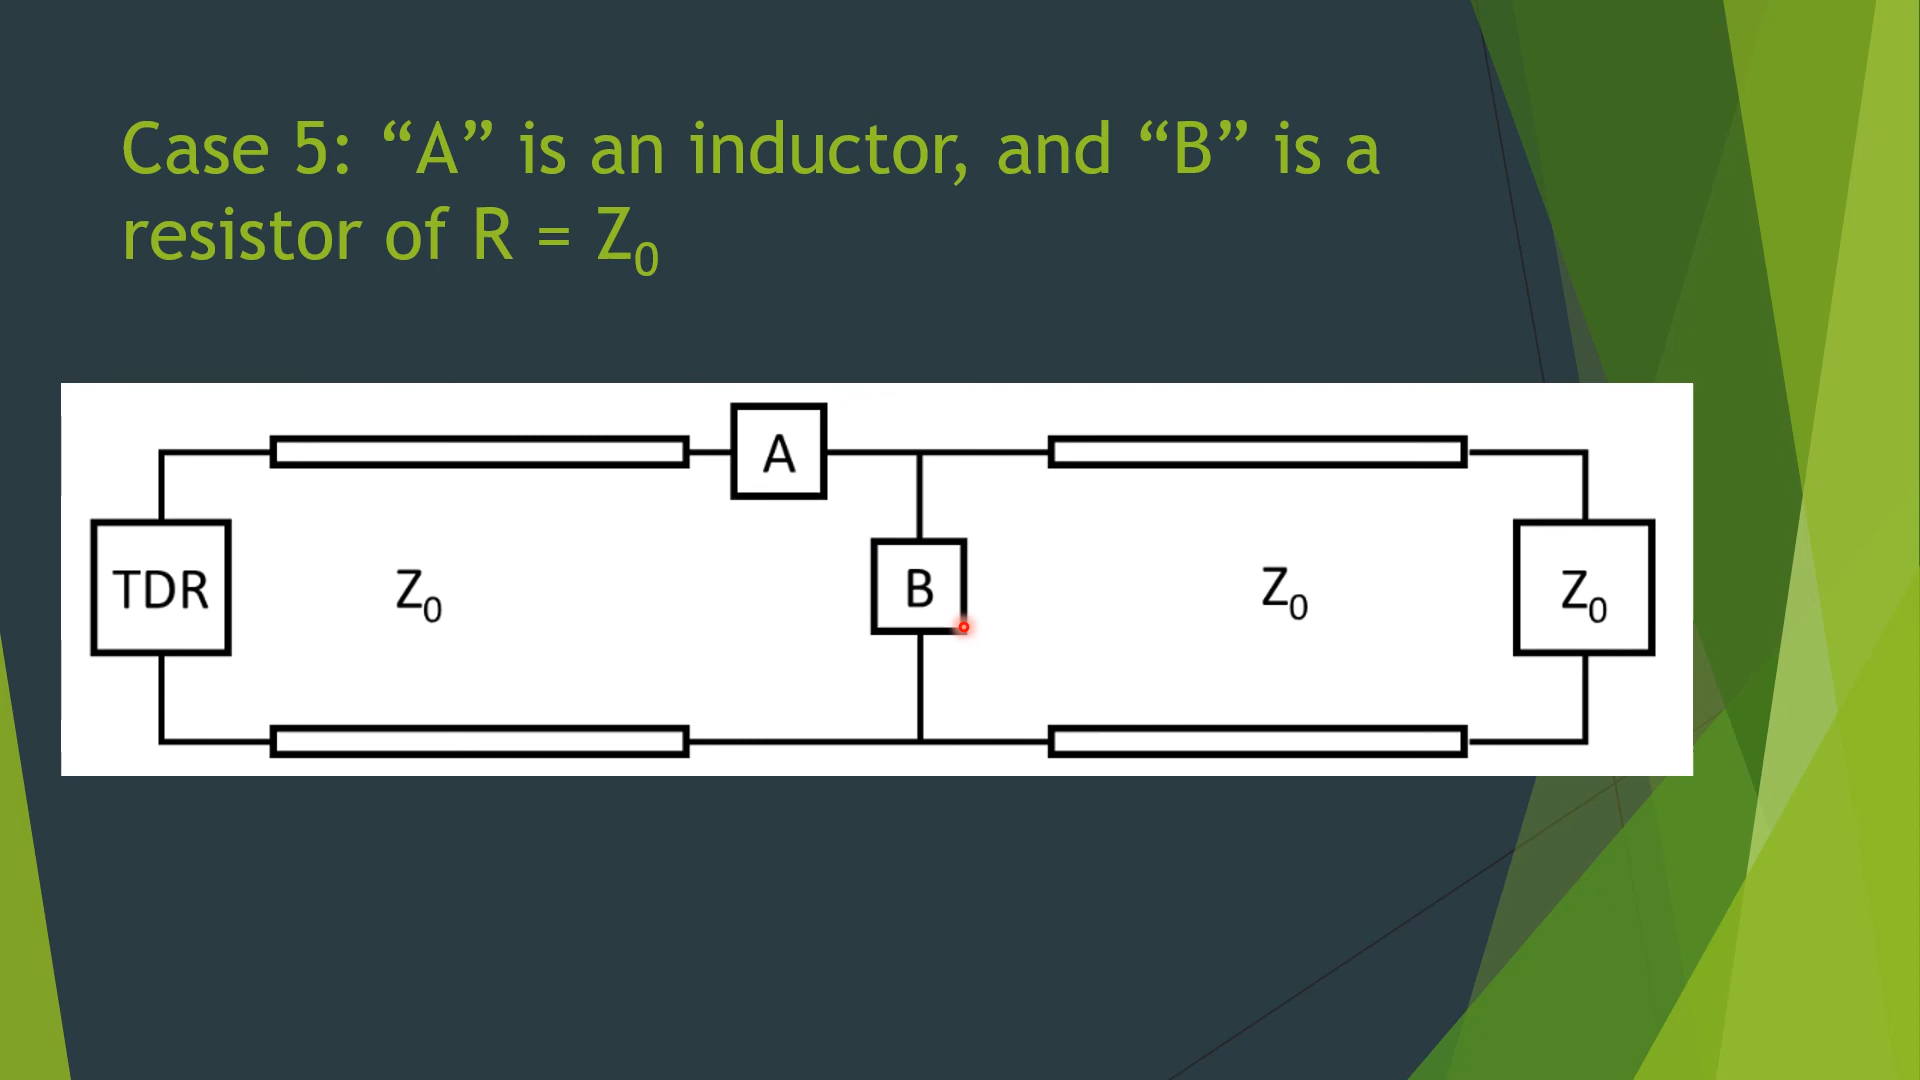 Case 5: “A” is an inductor, and “B” is a
resistor of R = Z₀
A
TDR
Z₀
B
Z₀
Z₀